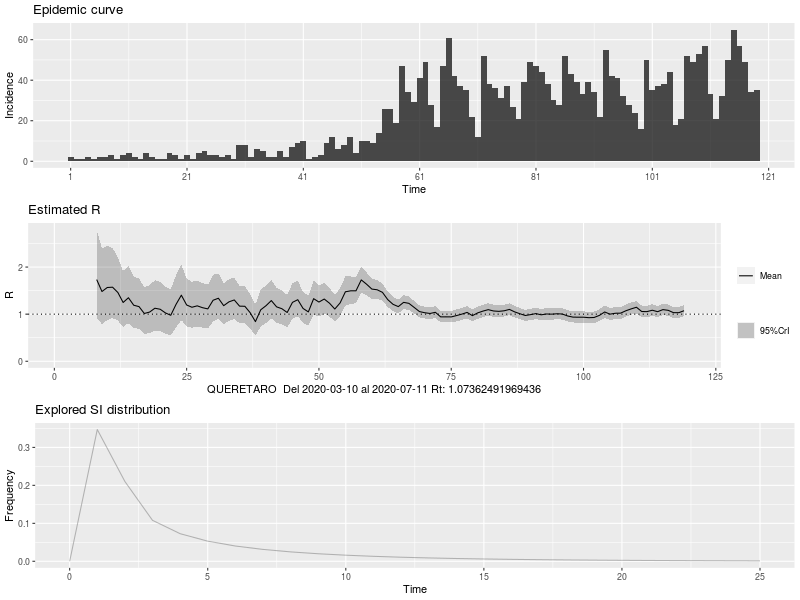 Epidemic curve
60
40
20
0
Incidence
1 21 41 61 81 101 121
Time
Estimated R
2
1
0
R
0 25 50 75 100 125
QUERETARO Del 2020-03-10 al 2020-07-11 Rt: 1.07362491969436
Mean
95%CrI
Explored SI distribution
0.3
0.2
0.1
0.0
Frequency
0 5 10 15 20 25
Time